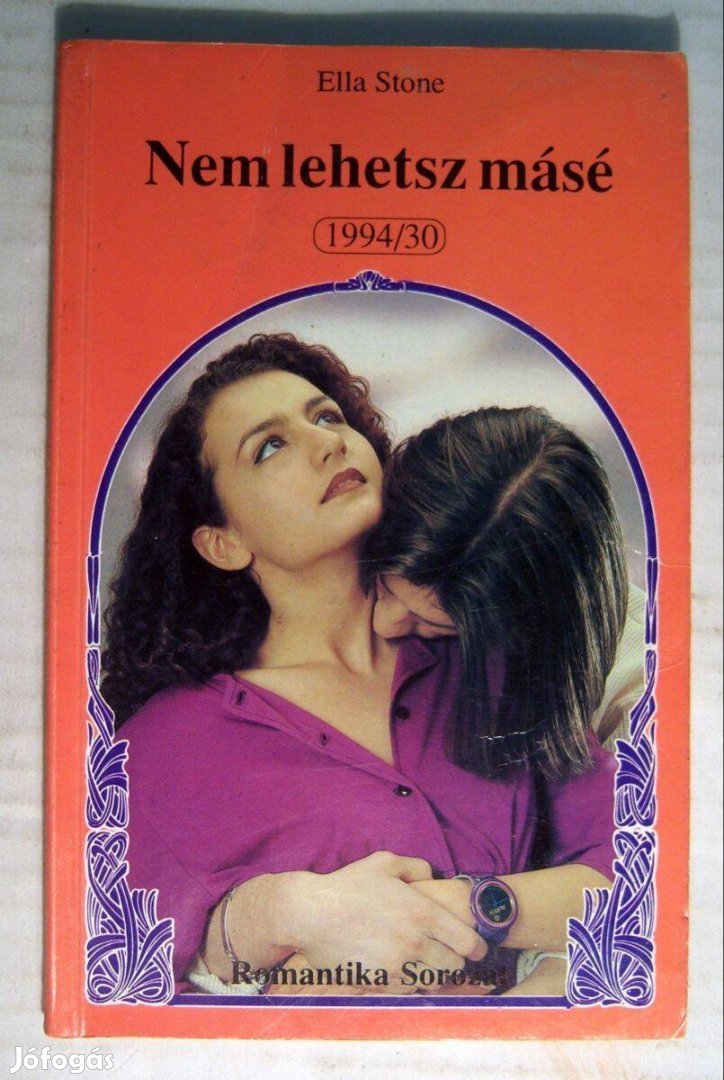 Ella Stone
Nem lehetsz másé
1994/30
Romantika Sorozat
Jófogás